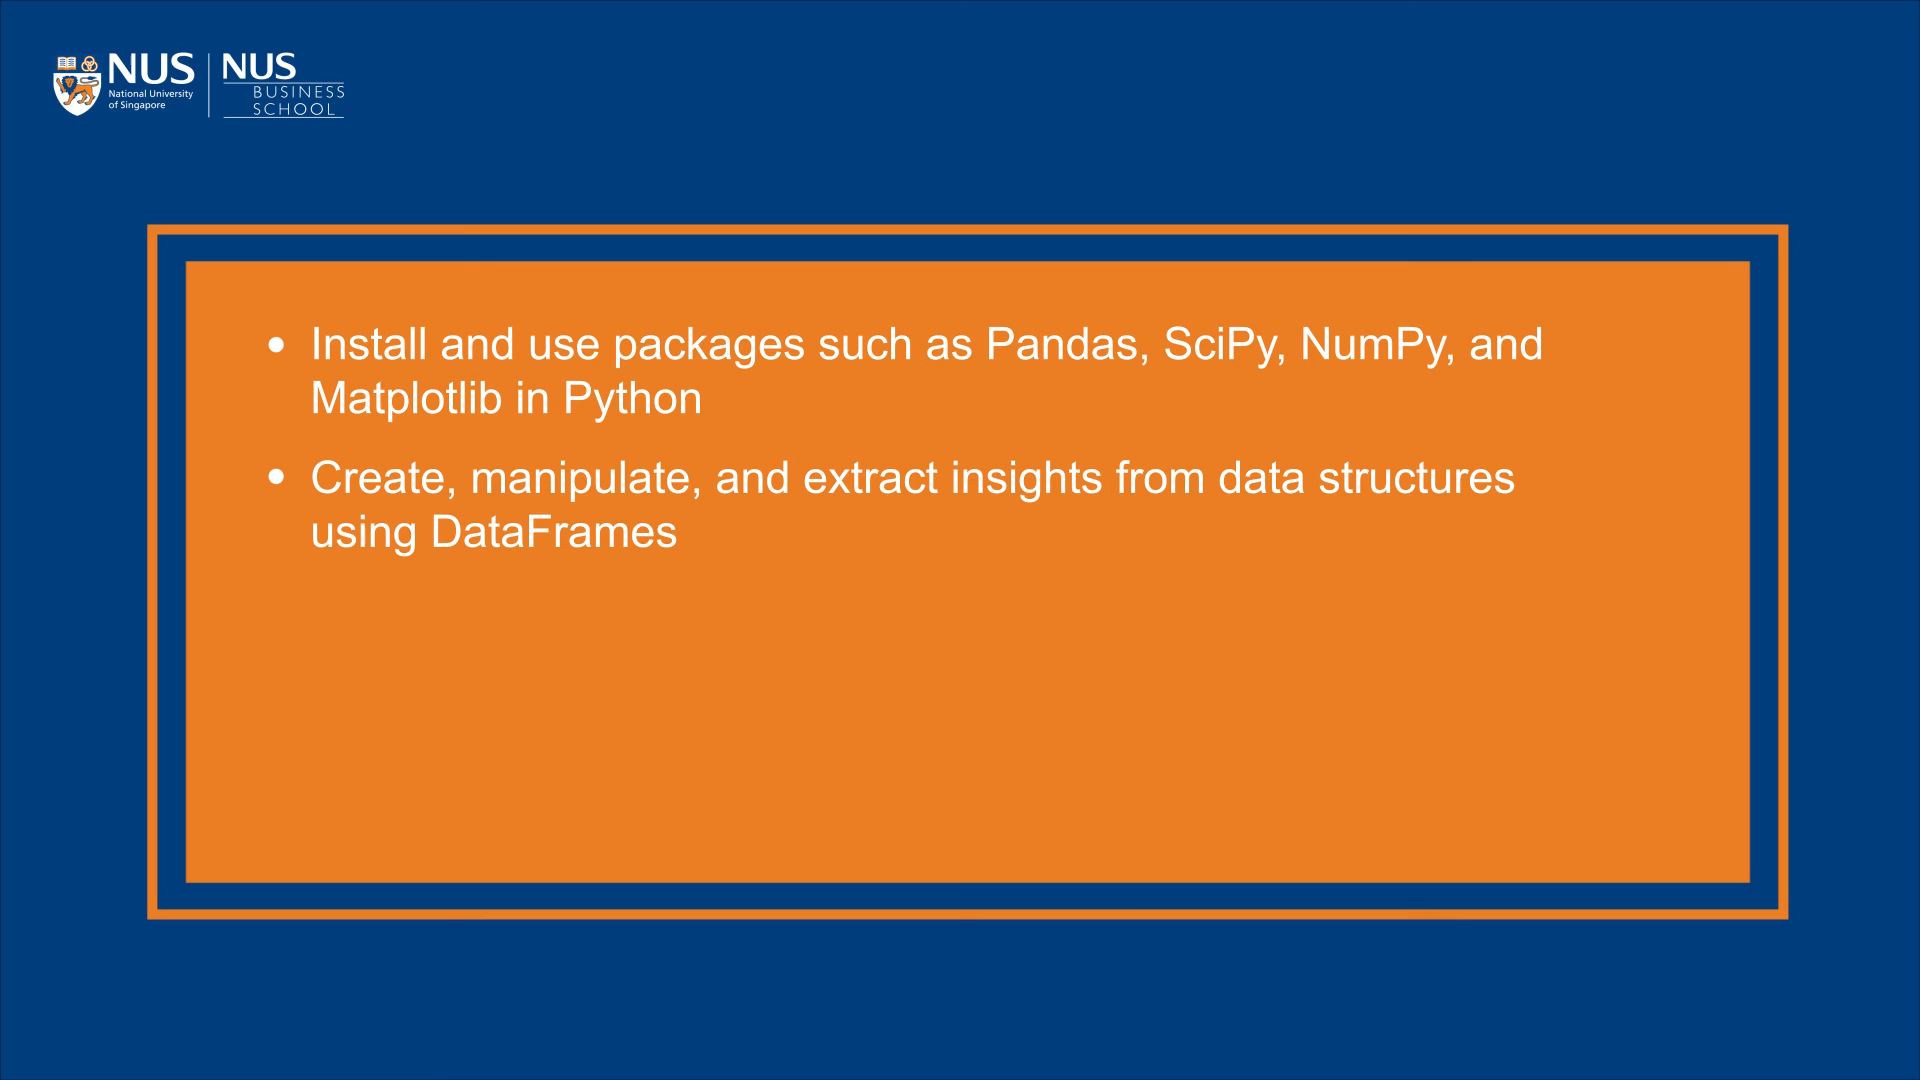 NUS
National University
of Singapore
NUS
BUSINESS
SCHOOL
• Install and use packages such as Pandas, SciPy, NumPy, and
Matplotlib in Python
• Create, manipulate, and extract insights from data structures
using DataFrames